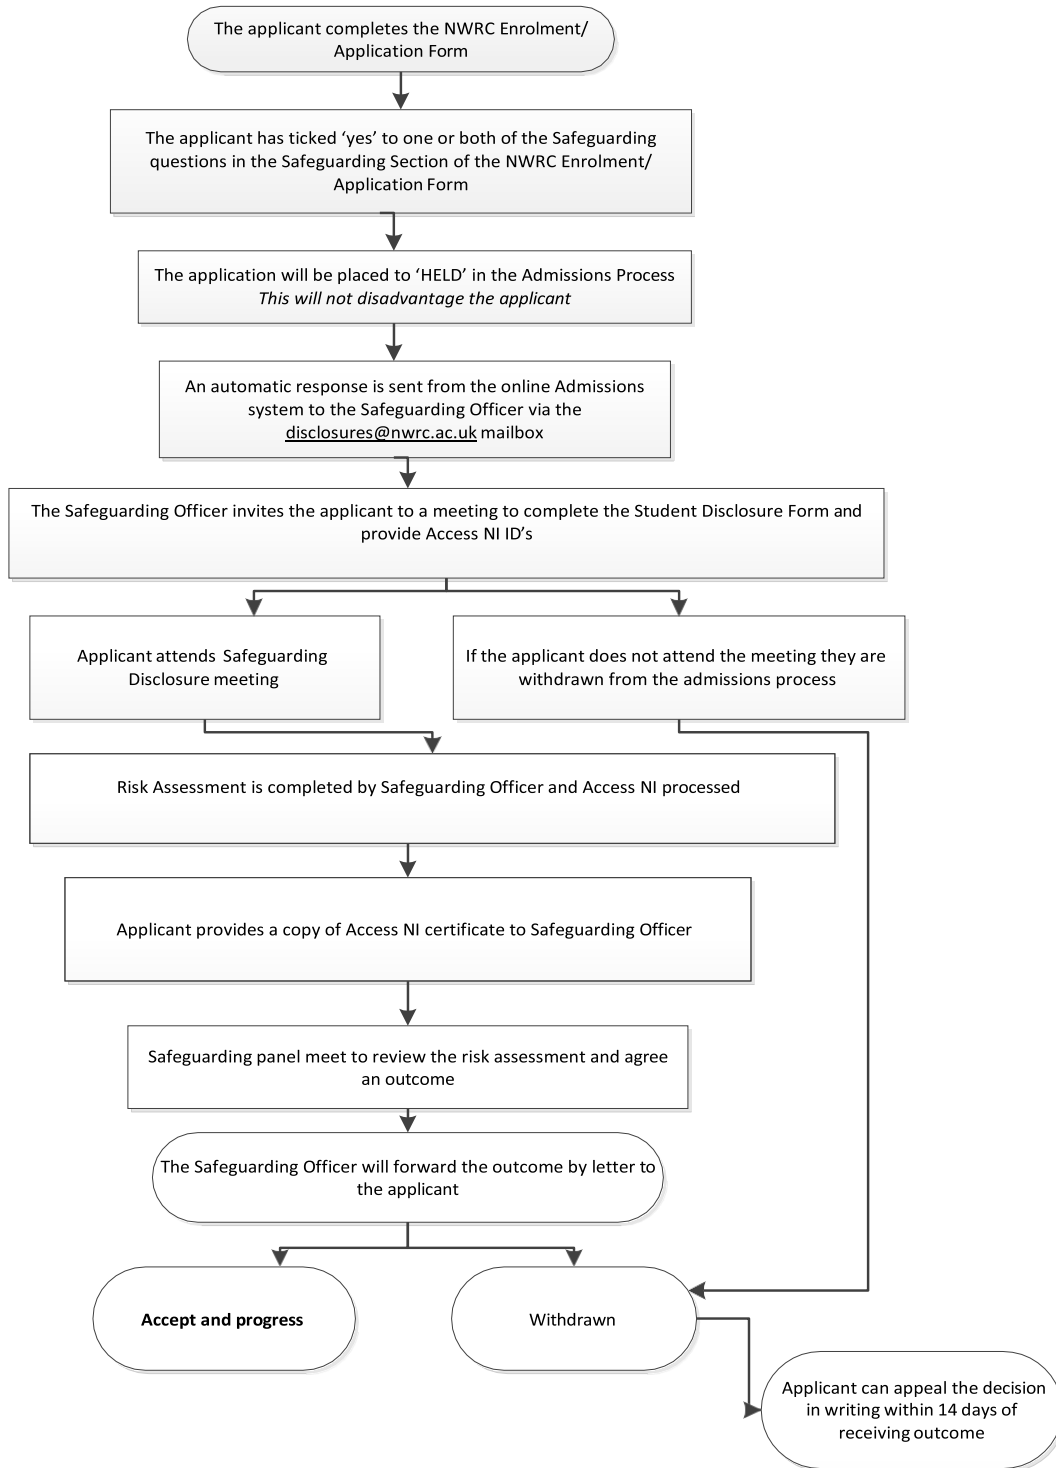 The applicant completes the NWRC Enrolment/
Application Form
The applicant has ticked ‘yes’ to one or both of the Safeguarding
questions in the Safeguarding Section of the NWRC Enrolment/
Application Form
The application will be placed to ‘HELD’ in the Admissions Process
This will not disadvantage the applicant
An automatic response is sent from the online Admissions
system to the Safeguarding Officer via the
disclosures@nwrc.ac.uk mailbox
The Safeguarding Officer invites the applicant to a meeting to complete the Student Disclosure Form and
provide Access NI ID’s
Applicant attends Safeguarding
Disclosure meeting
If the applicant does not attend the meeting they are
withdrawn from the admissions process
Risk Assessment is completed by Safeguarding Officer and Access NI processed
Applicant provides a copy of Access NI certificate to Safeguarding Officer
Safeguarding panel meet to review the risk assessment and agree
an outcome
The Safeguarding Officer will forward the outcome by letter to
the applicant
Accept and progress
Withdrawn
Applicant can appeal the decision
in writing within 14 days of
receiving outcome